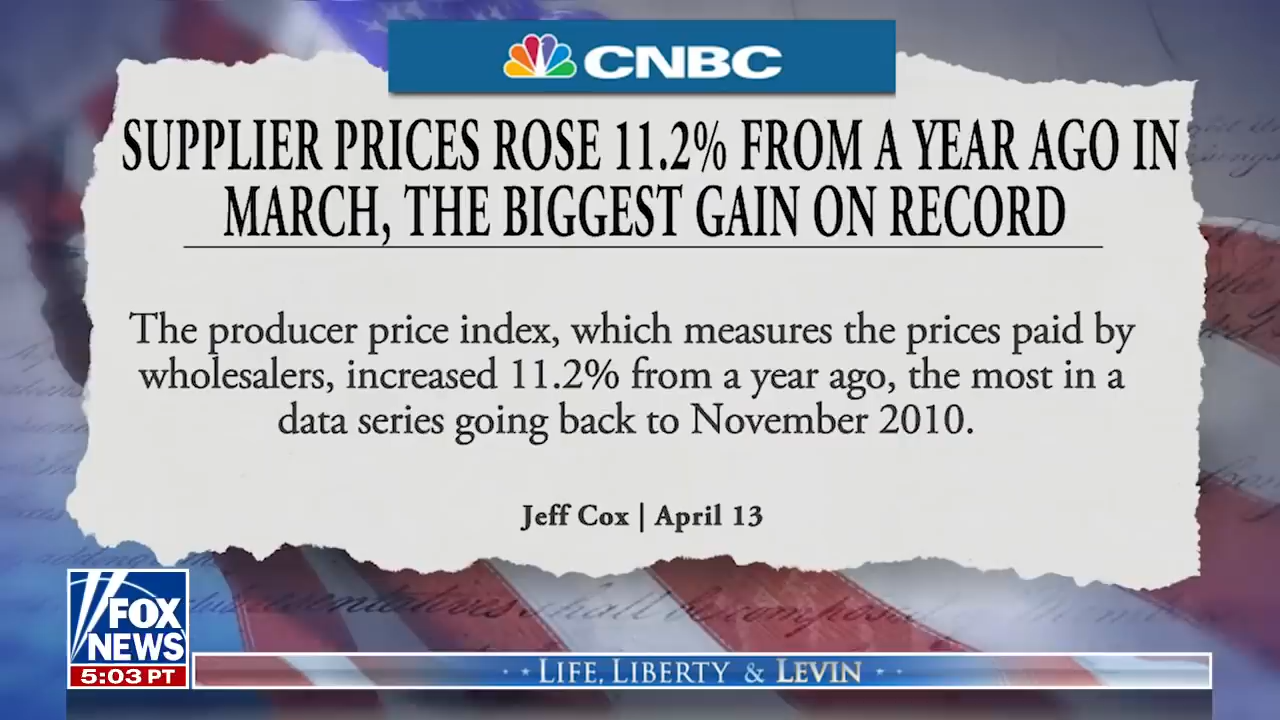 CNBC
SUPPLIER PRICES ROSE 11.2% FROM A YEAR AGO IN
MARCH, THE BIGGEST GAIN ON RECORD
The producer price index, which measures the prices paid by
wholesalers, increased 11.2% from a year ago, the most in a
data series going back to November 2010.
Jeff Cox | April 13
FOX
NEWS
5:03 PT
LIFE, LIBERTY & LEVIN